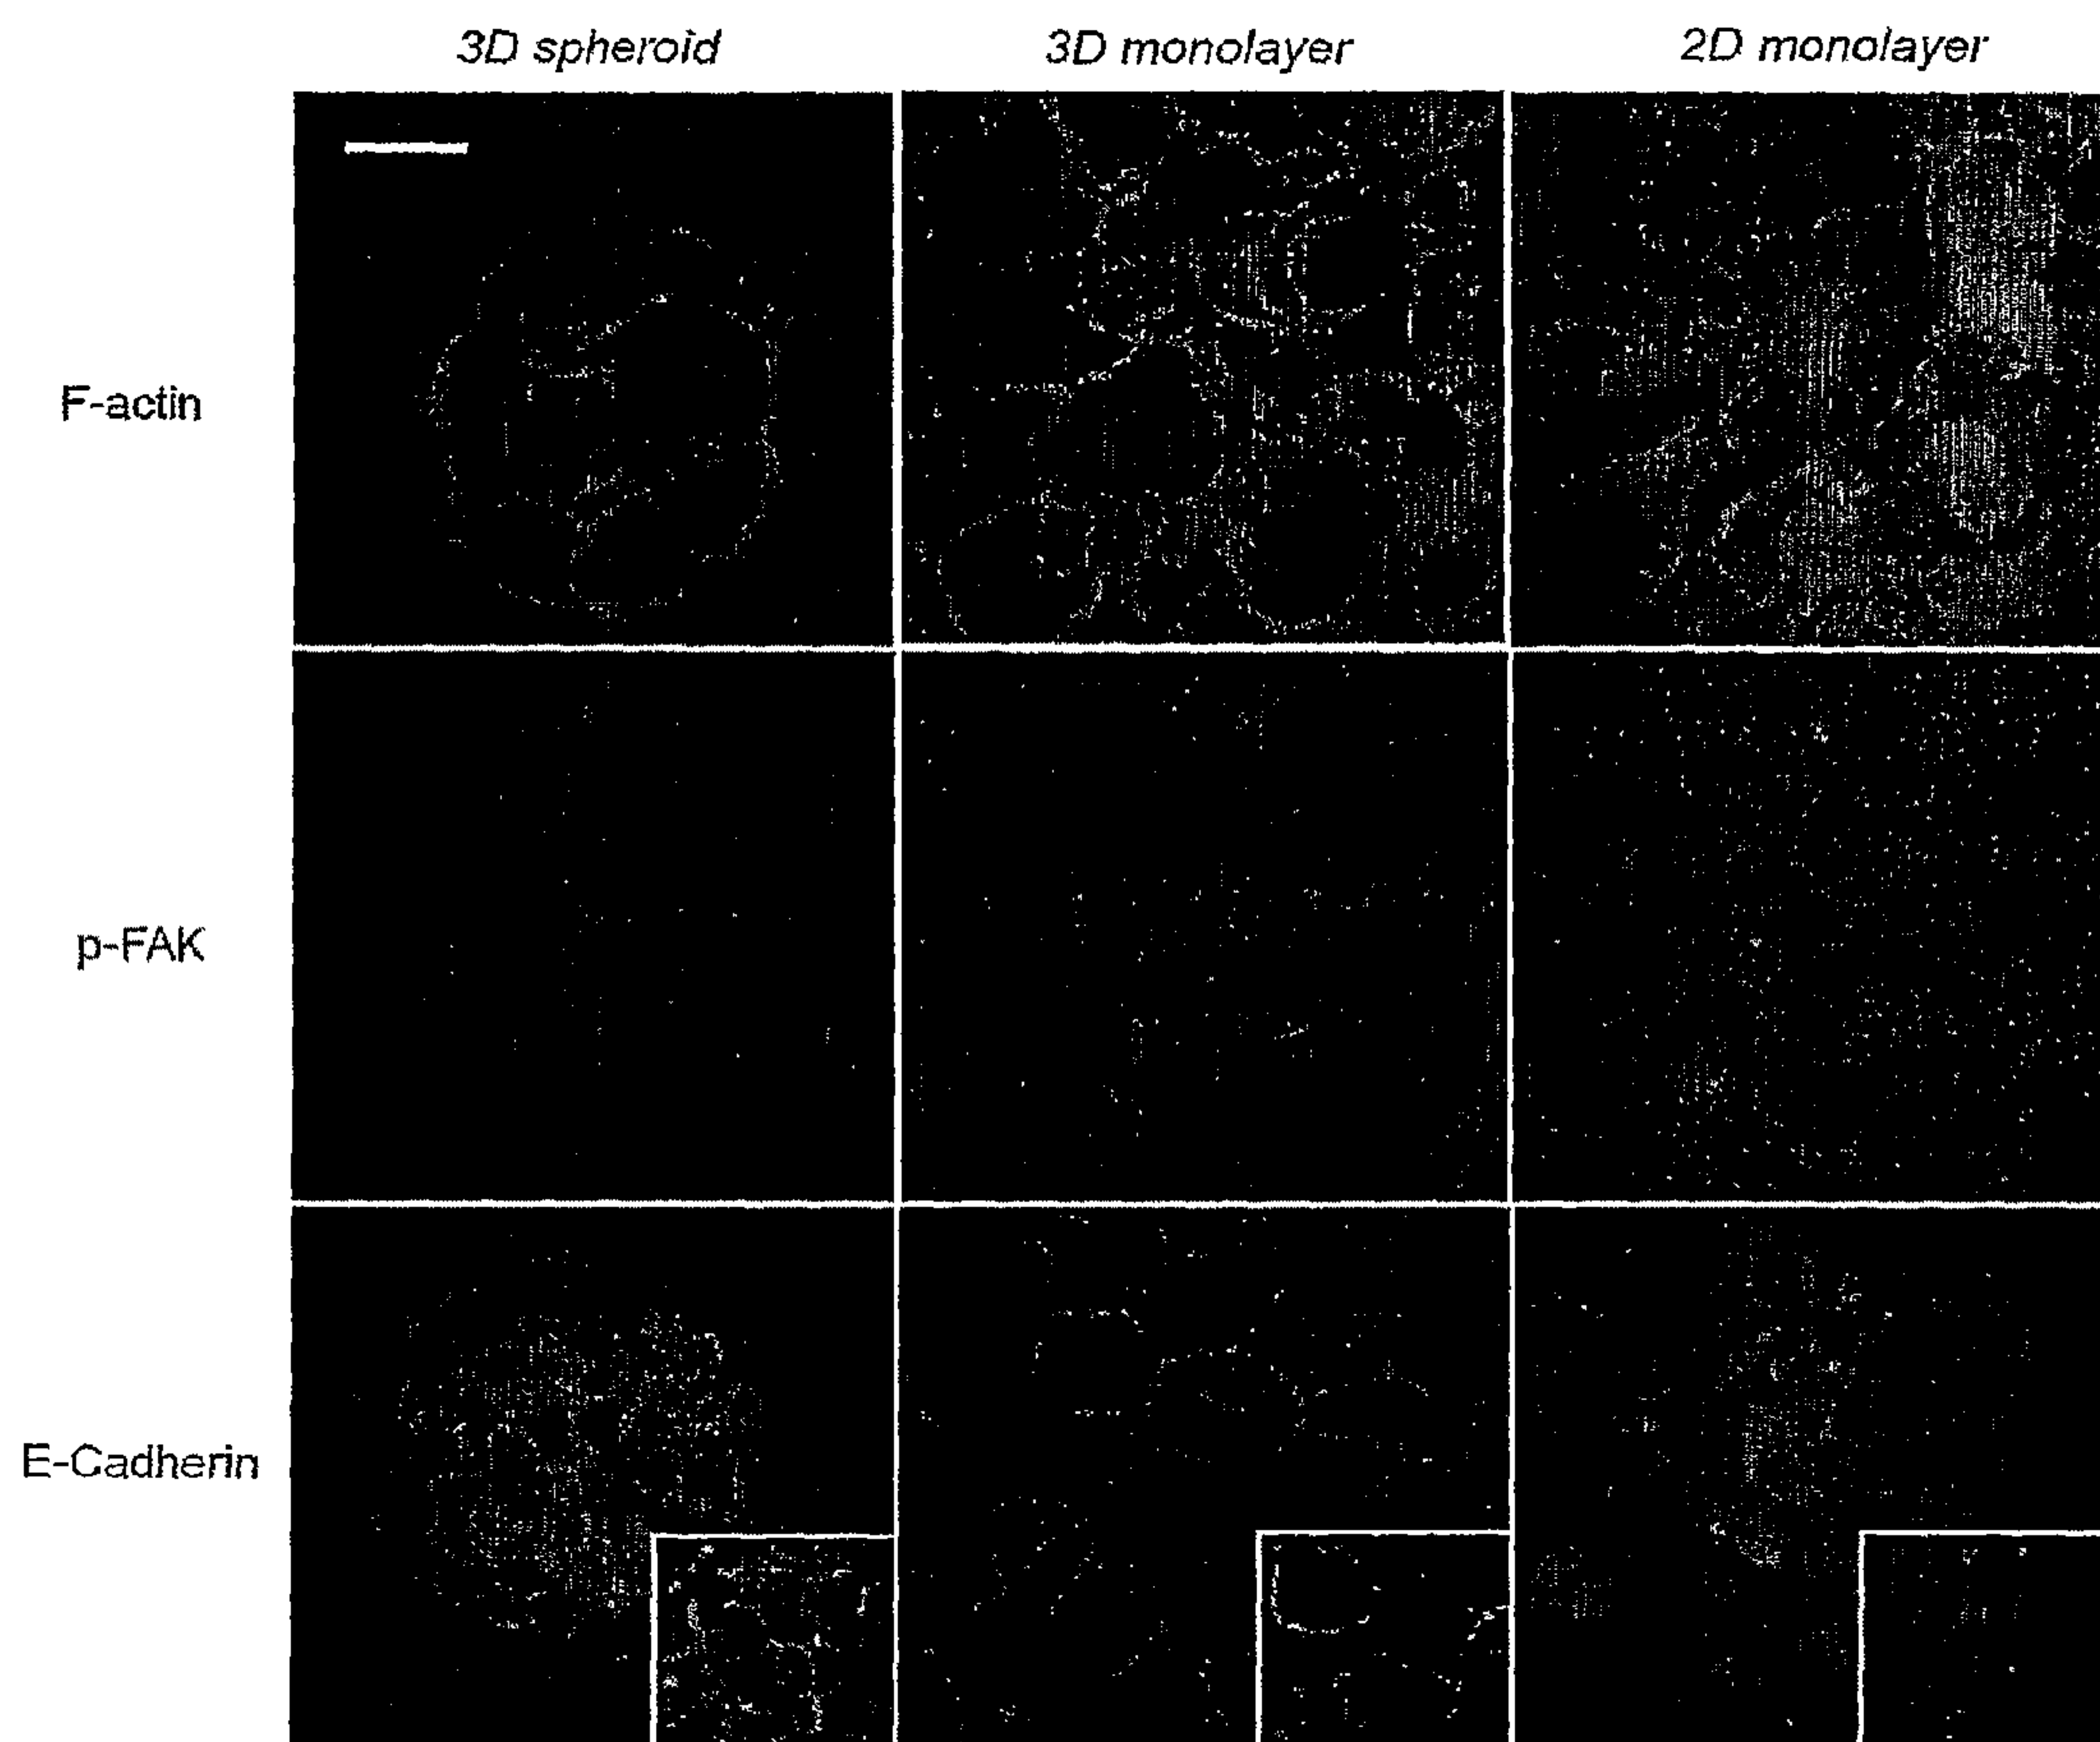 3D spheroid 3D monolayer 2D monolayer
F-actin
p-FAK
E-Cadherin